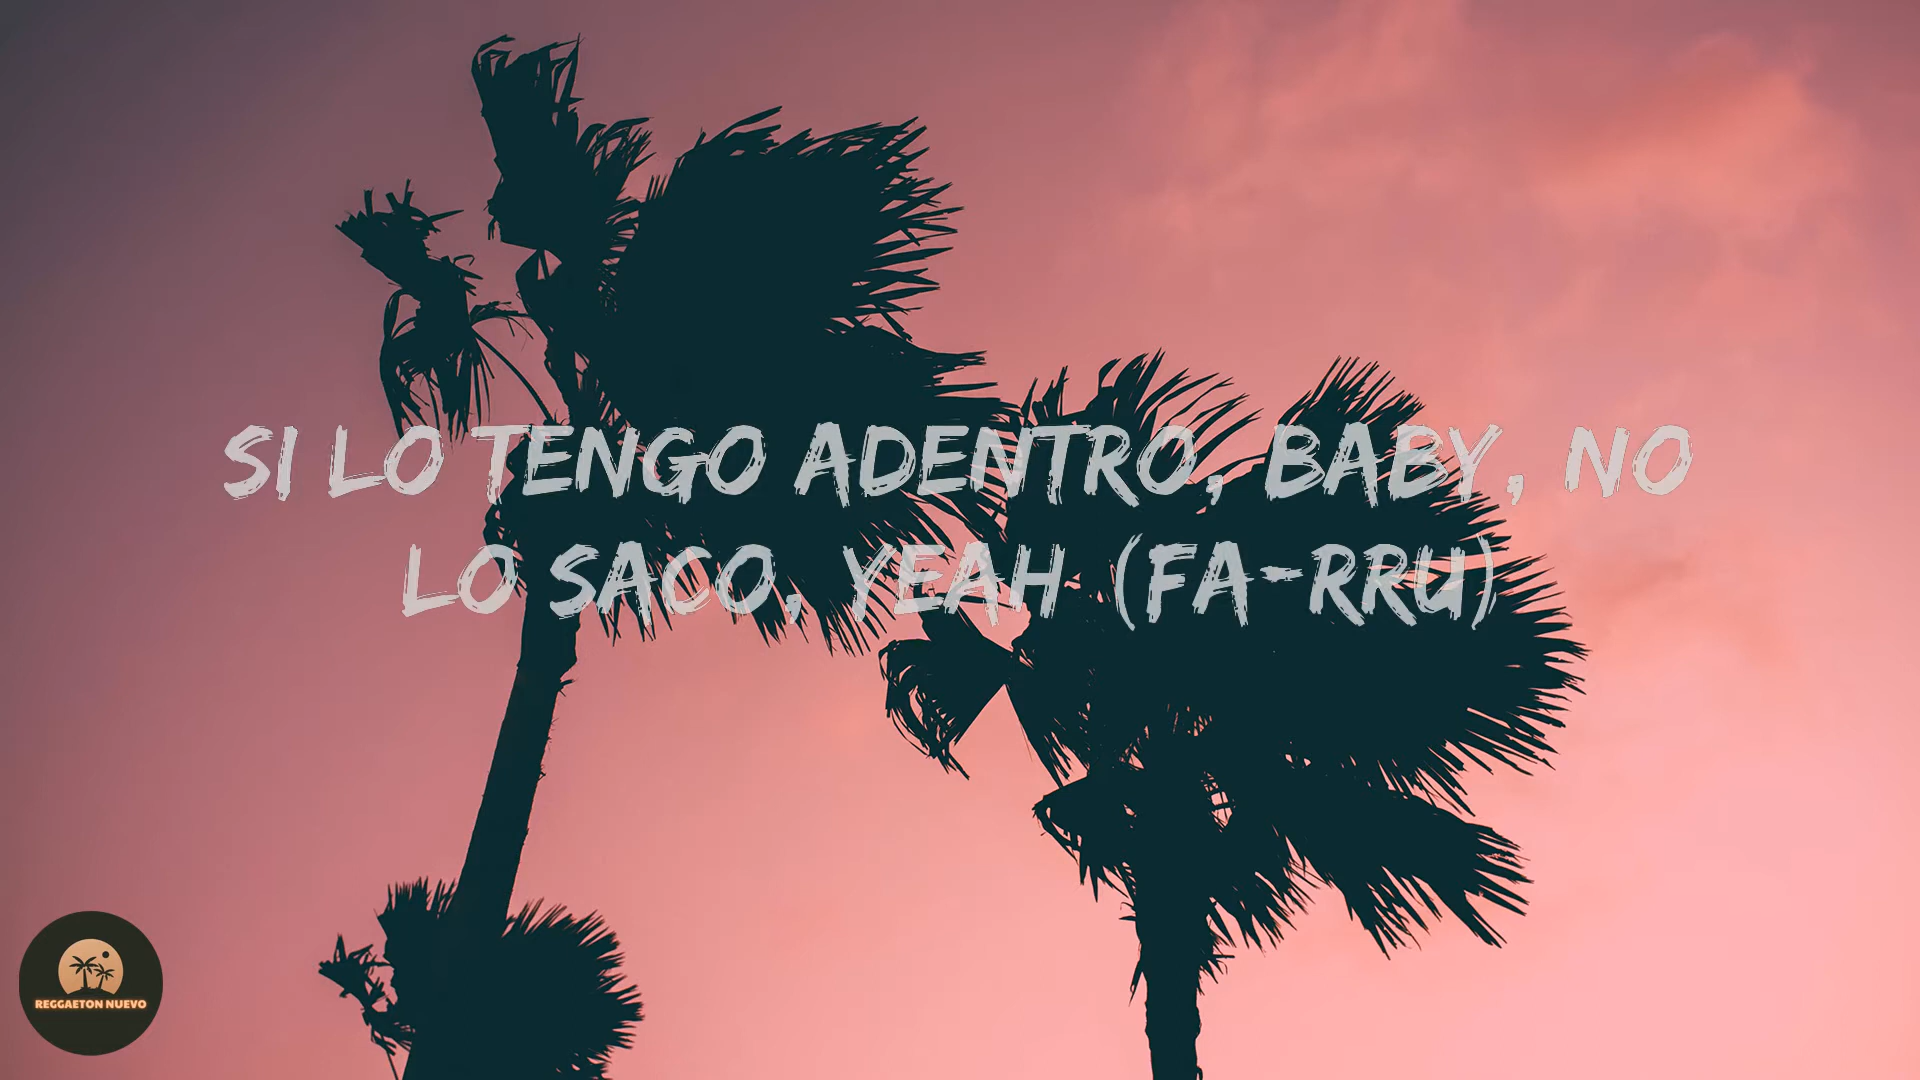 SI LO TENGO ADENTRO, BABY, NO
LO SACO, YEAH (FA-RRU)
REGGAETON NUEVO